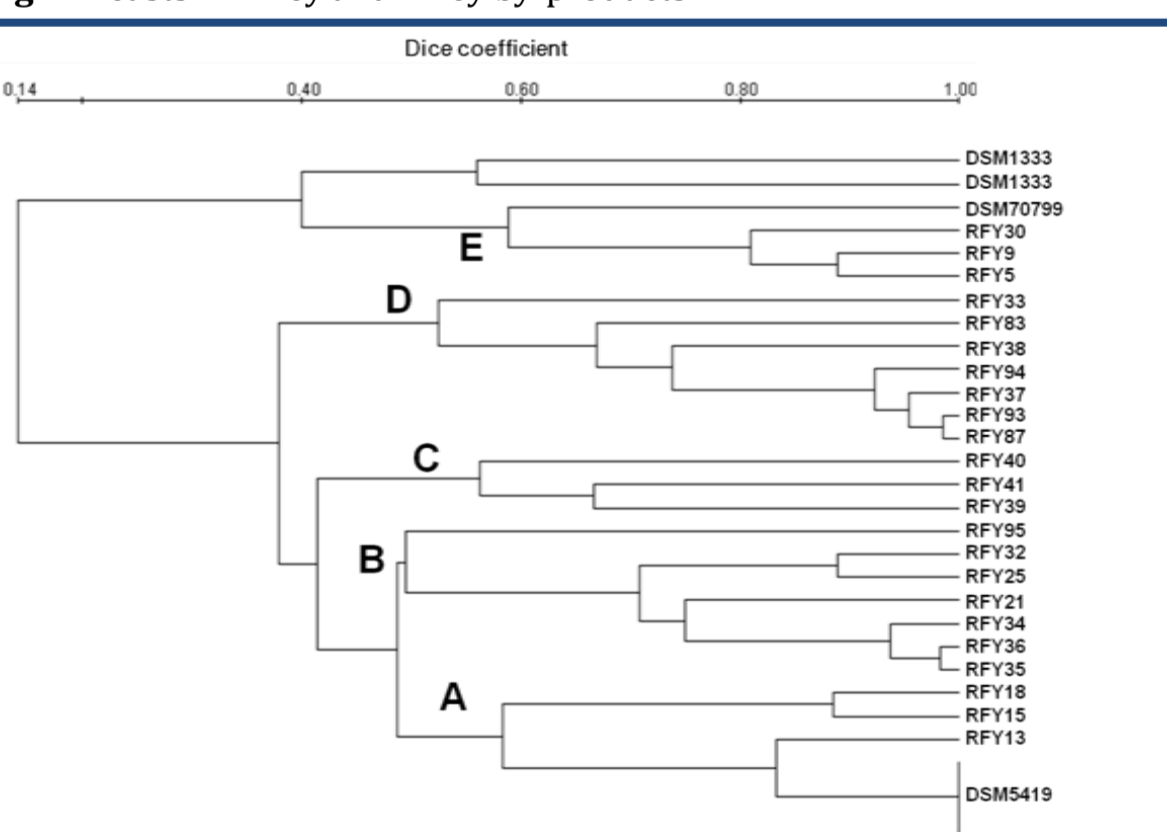 Dice coefficient
0.14 0.40 0.60 0.80 1.00
DSM1333
DSM1333
DSM70799
RFY30
E
RFY9
RFY5
D
RFY33
RFY83
RFY38
RFY94
RFY37
RFY93
RFY87
C
RFY40
RFY41
RFY39
RFY95
B
RFY32
RFY25
RFY21
RFY34
RFY36
RFY35
A
RFY18
RFY15
RFY13
DSM5419